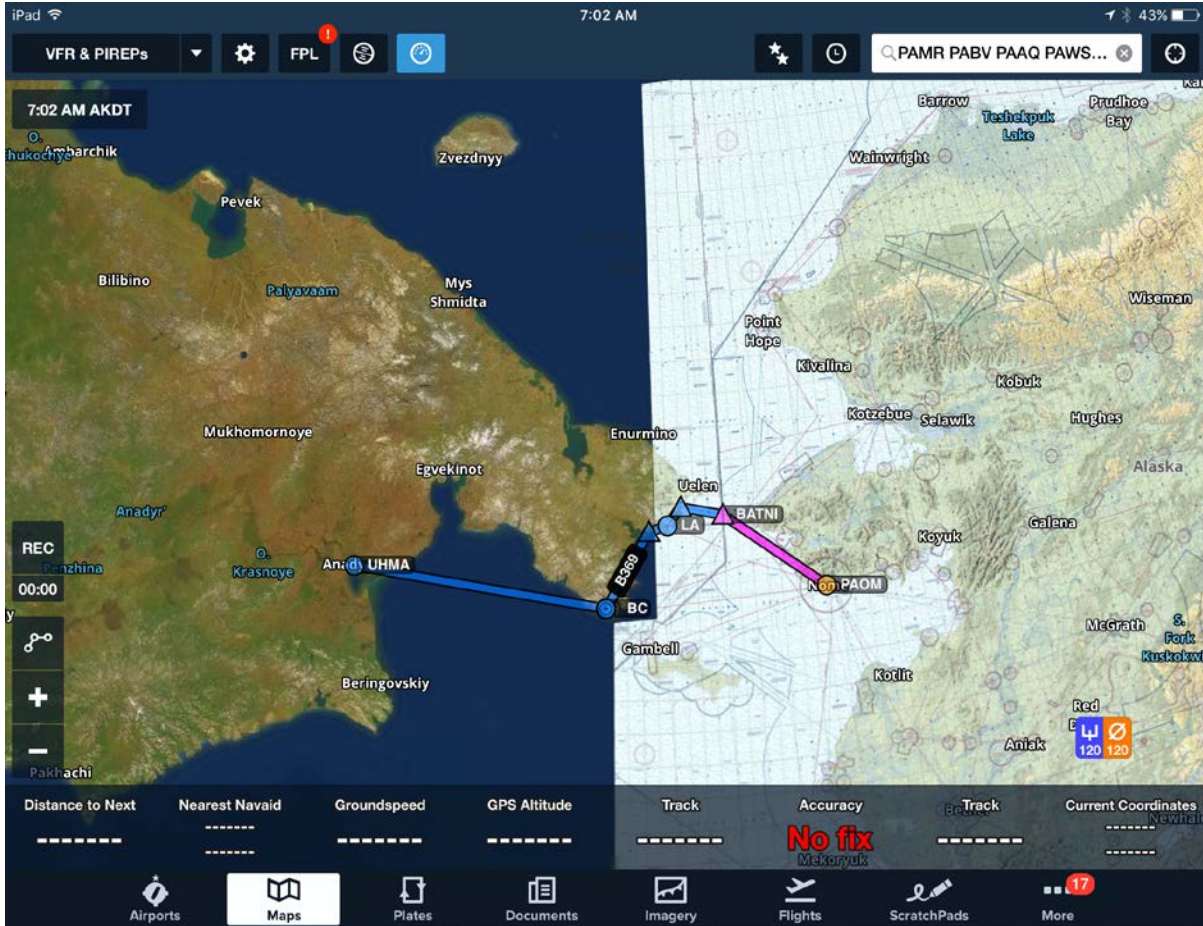 iPad
7:02 AM
43%
VFR & PIREPs
FPL
!
PAMR PABV PAAQ PAWS...
7:02 AM AKDT
Barrow
Prudhoe
Bay
Teshekpuk
Lake
O.
Ambarchik
Zvezdnyy
Wainwright
Pevek
Bilibino
Palyavaam
Mys
Shmidta
Wiseman
Point
Hope
Kivalina
Kobuk
Kotzebue
Selawik
Hughes
Mukhomornoye
Enurmino
Egvekinot
Alaska
Uelen
Anadyr'
BATNI
LA
Galena
Koyuk
REC
O.
Krasnoye
Penzhina
UHMA
B369
PAOM
00:00
BC
McGrath
S.
Fork
Gambell
Kotlit
Beringovskiy
Red
Aniak
120
120
Pakhachi
Distance to Next
Nearest Navaid
Groundspeed
GPS Altitude
Track
Accuracy
Track
Current Coordinates
-------
-------
-------
-------
-------
-------
No fix
-------
-------
-------
Mekoryuk
Airports
Maps
Plates
Documents
Imagery
Flights
ScratchPads
More
17